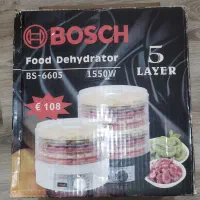 BOSCH
Food Dehydrator
BS-6605 1550W
5
LAYER
€ 108